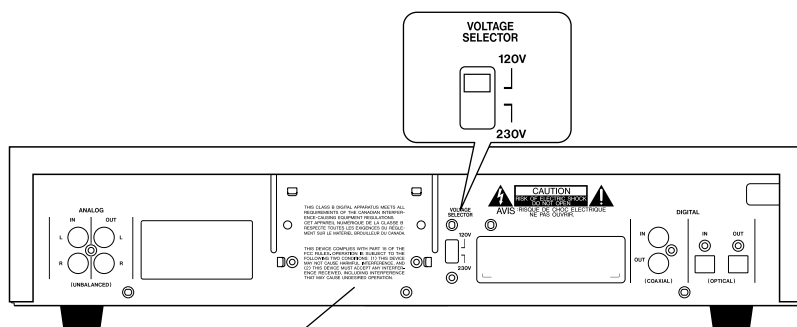 VOLTAGE
SELECTOR
120V
230V
ANALOG
IN
OUT
L
L
R
R
(UNBALANCED)
THIS CLASS B DIGITAL APPARATUS MEETS ALL
REQUIREMENTS OF THE CANADIAN INTERFER-
ENCE-CAUSING EQUIPMENT REGULATIONS.
CET APPAREIL NUMERIQUE DE LA CLASSE B
RESPECTE TOUTES LES EXIGENCES DU REGLE-
MENT SUR LE MATERIEL BROUILLEUR DU CANADA.
THIS DEVICE COMPLIES WITH PART 15 OF THE
FCC RULES. OPERATION IS SUBJECT TO THE
FOLLOWING TWO CONDITIONS. (1) THIS DEVICE
MAY NOT CAUSE HARMFUL INTERFERENCE, AND
(2) THIS DEVICE MUST ACCEPT ANY INTERFER-
ENCE RECEIVED, INCLUDING INTERFERENCE
THAT MAY CAUSE UNDESIRED OPERATION.
VOLTAGE
SELECTOR
120V
230V
CAUTION
RISK OF ELECTRIC SHOCK
DO NOT OPEN
AVIS :RISQUE DE CHOC ELECTRIQUE
NE PAS OUVRIR.
DIGITAL
IN
OUT
(COAXIAL)
IN
OUT
(OPTICAL)